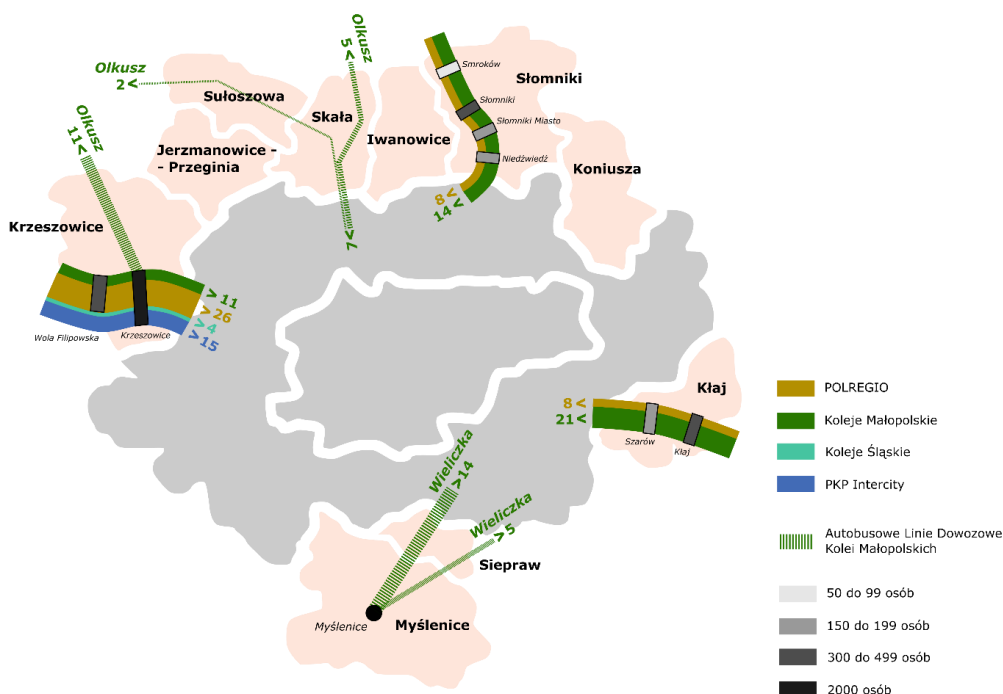 Olkusz
5 <
Olkusz
2 <
Olkusz
11 <
Smroków
Słomniki
Słomniki
Słomniki Miasto
Niedźwiedź
Sułoszowa
Skała
Iwanowice
Jerzmanowice -
- Przeginia
Koniusza
8 <
14 <
7 <
Krzeszowice
> 11
> 26
> 4
> 15
Wola Filipowska
Krzeszowice
Kłaj
8 <
21 <
Szarów
Kłaj
Wieliczka
> 14
Wieliczka
> 5
Siepraw
Myślenice
Myślenice
POLREGIO
Koleje Małopolskie
Koleje Śląskie
PKP Intercity
Autobusowe Linie Dowozowe
Kolei Małopolskich
50 do 99 osób
150 do 199 osób
300 do 499 osób
2000 osób